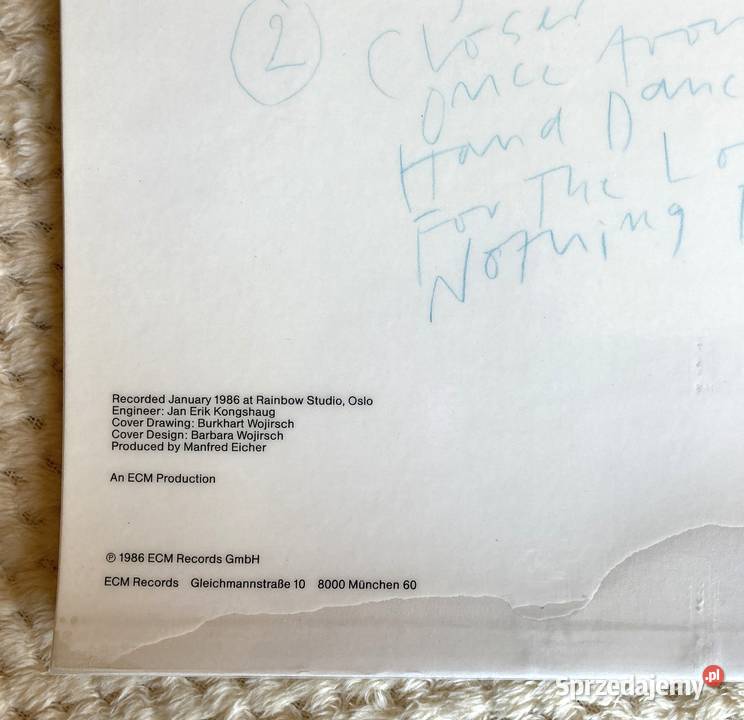 2
Closer
Once Arou
Hand Danc
For The Lo
Nothing
Recorded January 1986 at Rainbow Studio, Oslo
Engineer: Jan Erik Kongshaug
Cover Drawing: Burkhart Wojirsch
Cover Design: Barbara Wojirsch
Produced by Manfred Eicher
An ECM Production
℗ 1986 ECM Records GmbH
ECM Records Gleichmannstraße 10 8000 München 60
Sprzedajemy.pl